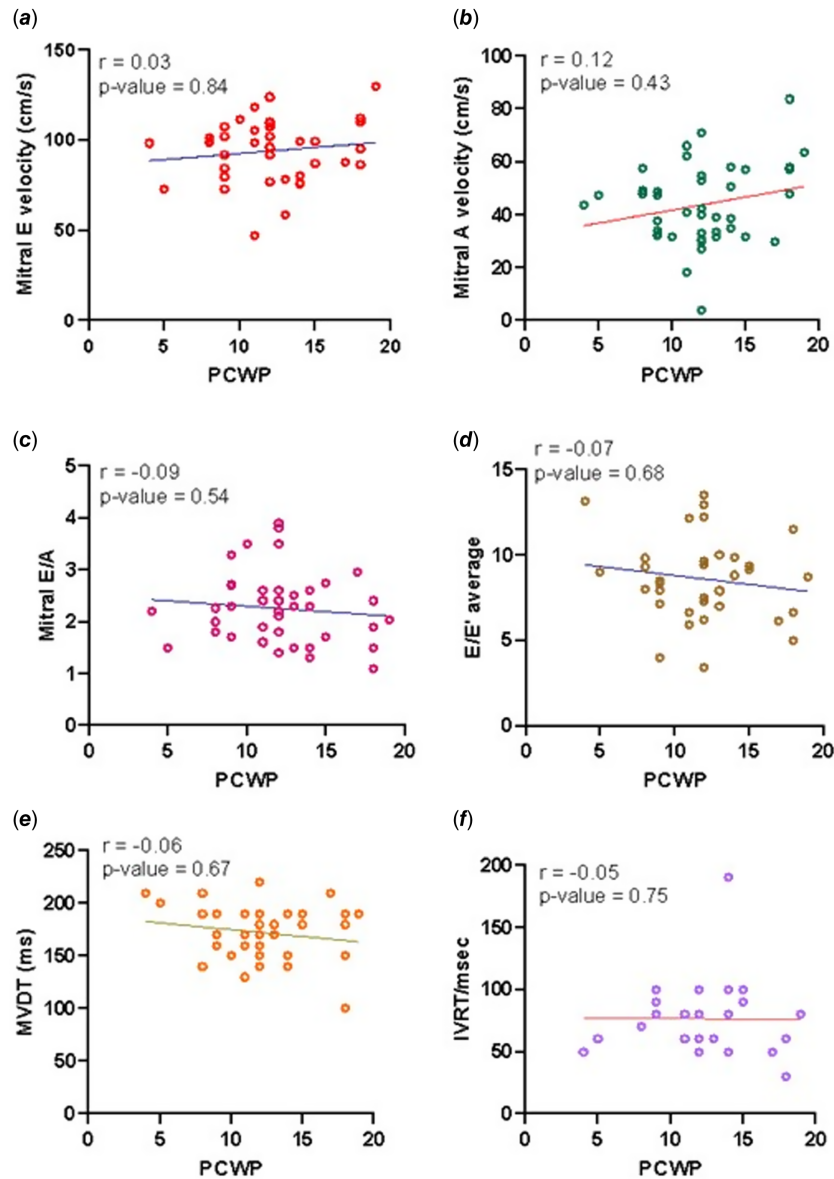 (a)
r = 0.03
p-value = 0.84
Mitral E velocity (cm/s)
150
100
50
0
0 5 10 15 20
PCWP
(b)
r = 0.12
p-value = 0.43
Mitral A velocity (cm/s)
100
80
60
40
20
0
0 5 10 15 20
PCWP
(c)
r = -0.09
p-value = 0.54
Mitral E/A
5
4
3
2
1
0
0 5 10 15 20
PCWP
(d)
r = -0.07
p-value = 0.68
E/E' average
15
10
5
0
0 5 10 15 20
PCWP
(e)
r = -0.06
p-value = 0.67
MVDT (ms)
250
200
150
100
50
0
0 5 10 15 20
PCWP
(f)
r = -0.05
p-value = 0.75
IVRT/msec
200
150
100
50
0
0 5 10 15 20
PCWP